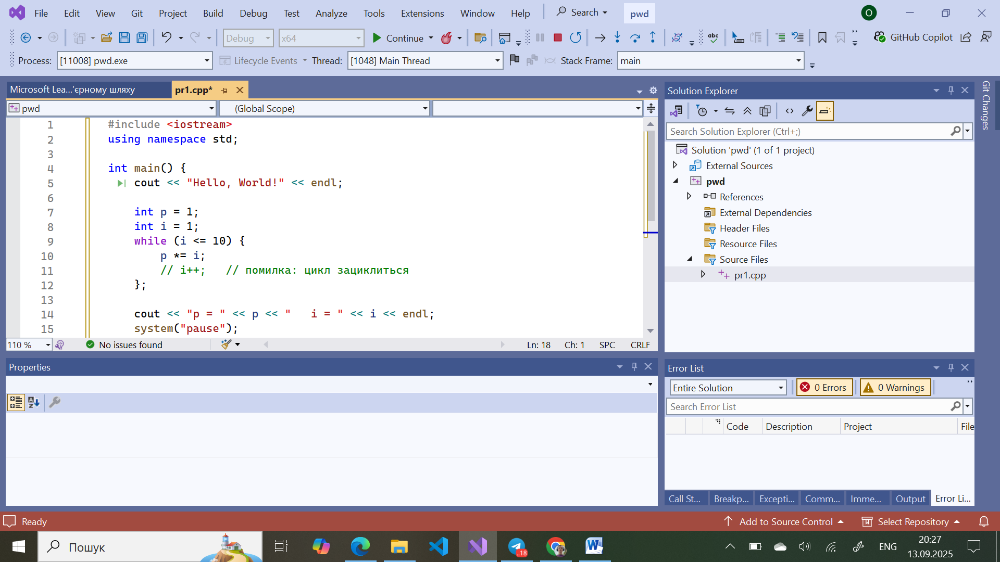 File Edit View Git Project Build Debug Test Analyze Tools Extensions Window Help Search pwd O
Debug x64 Continue GitHub Copilot
Process: [11008] pwd.exe Lifecycle Events Thread: [1048] Main Thread Stack Frame: main
Microsoft Lea...'єрному шляху pr1.cpp*
pwd (Global Scope)
1 #include <iostream>
2 using namespace std;
3
4 int main() {
5 cout << "Hello, World!" << endl;
6
7 int p = 1;
8 int i = 1;
9 while (i <= 10) {
10 p *= i;
11 // i++;   // помилка: цикл зациклиться
12 };
13
14 cout << "p = " << p << "   i = " << i << endl;
15 system("pause");
110 % No issues found Ln: 18 Ch: 1 SPC CRLF
Properties
Solution Explorer
Search Solution Explorer (Ctrl+;)
Solution 'pwd' (1 of 1 project)
External Sources
pwd
References
External Dependencies
Header Files
Resource Files
Source Files
pr1.cpp
Git Changes
Error List
Entire Solution 0 Errors 0 Warnings
Search Error List
Code Description Project File
Call St... Breakp... Excepti... Comm... Imme... Output Error Li...
Ready Add to Source Control Select Repository
Пошук ..18 ENG 20:27
13.09.2025